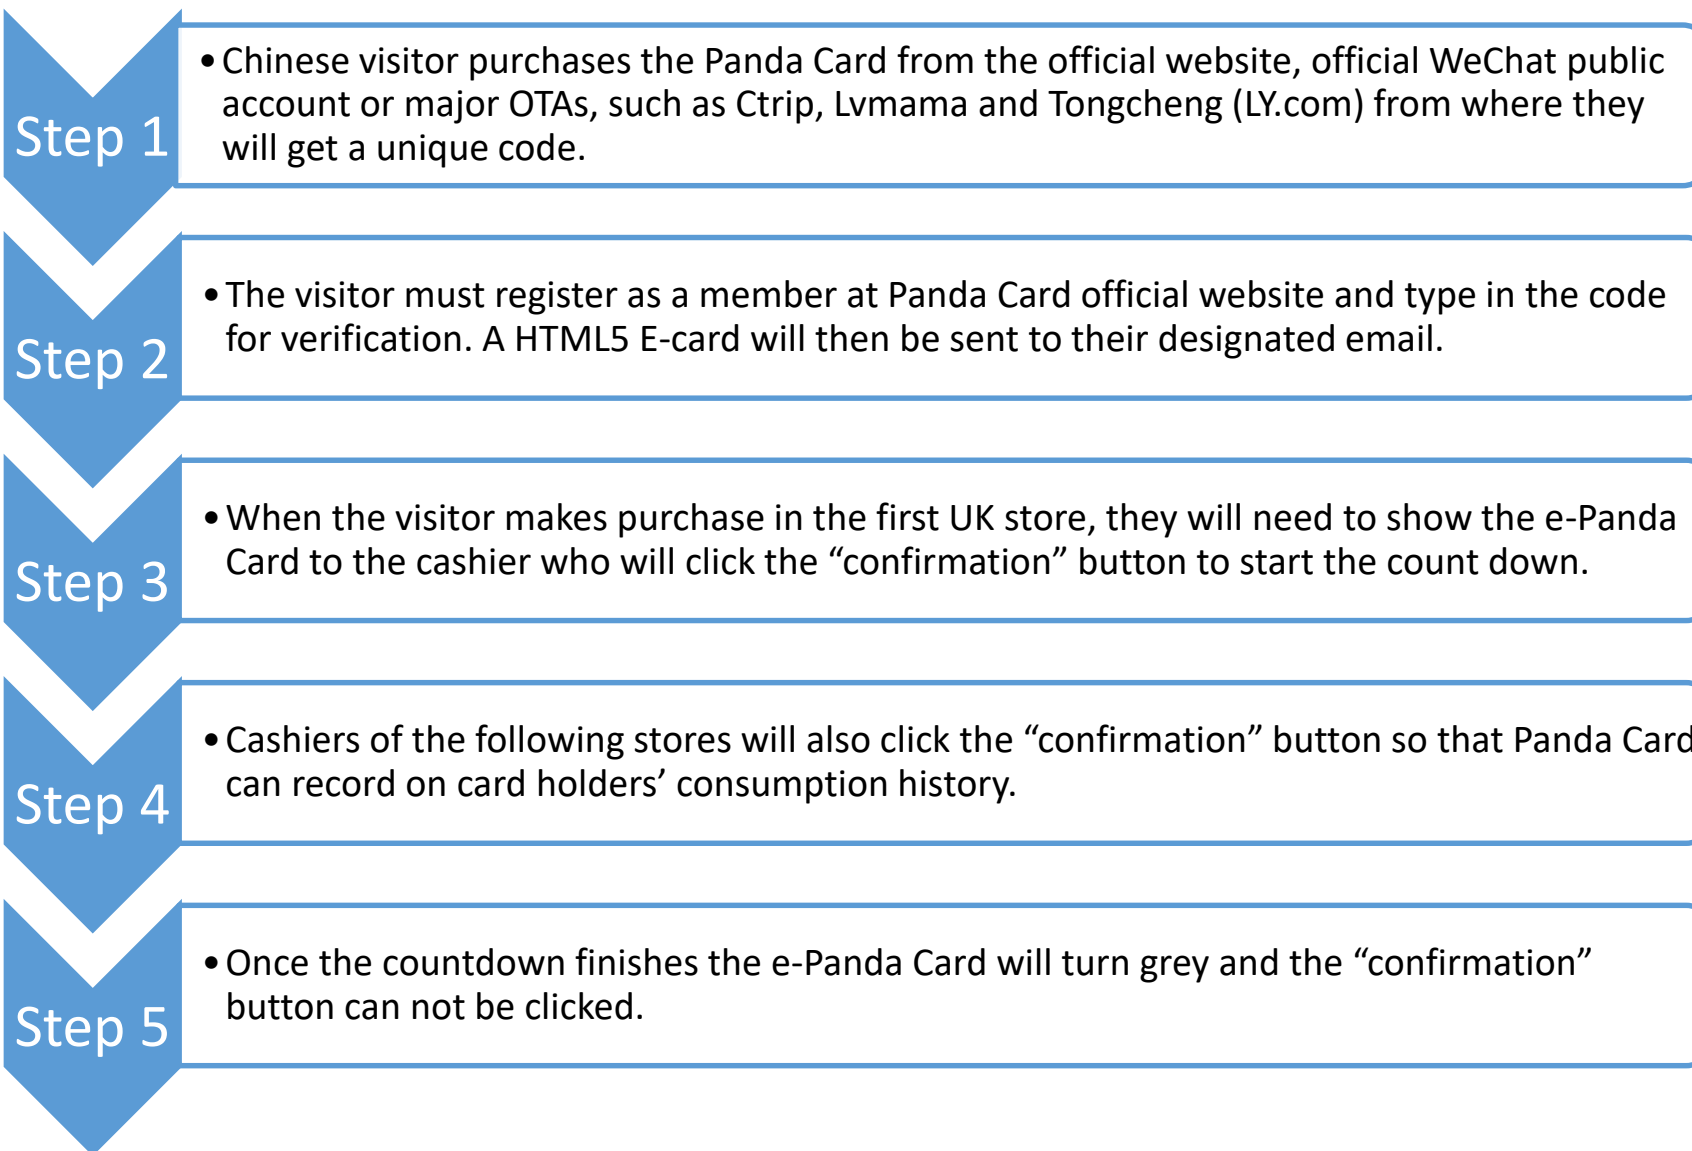 Step 1
•Chinese visitor purchases the Panda Card from the official website, official WeChat public
account or major OTAs, such as Ctrip, Lvmama and Tongcheng (LY.com) from where they
will get a unique code.
Step 2
•The visitor must register as a member at Panda Card official website and type in the code
for verification. A HTML5 E-card will then be sent to their designated email.
Step 3
•When the visitor makes purchase in the first UK store, they will need to show the e-Panda
Card to the cashier who will click the “confirmation” button to start the count down.
Step 4
•Cashiers of the following stores will also click the “confirmation” button so that Panda Card
can record on card holders’ consumption history.
Step 5
•Once the countdown finishes the e-Panda Card will turn grey and the “confirmation”
button can not be clicked.